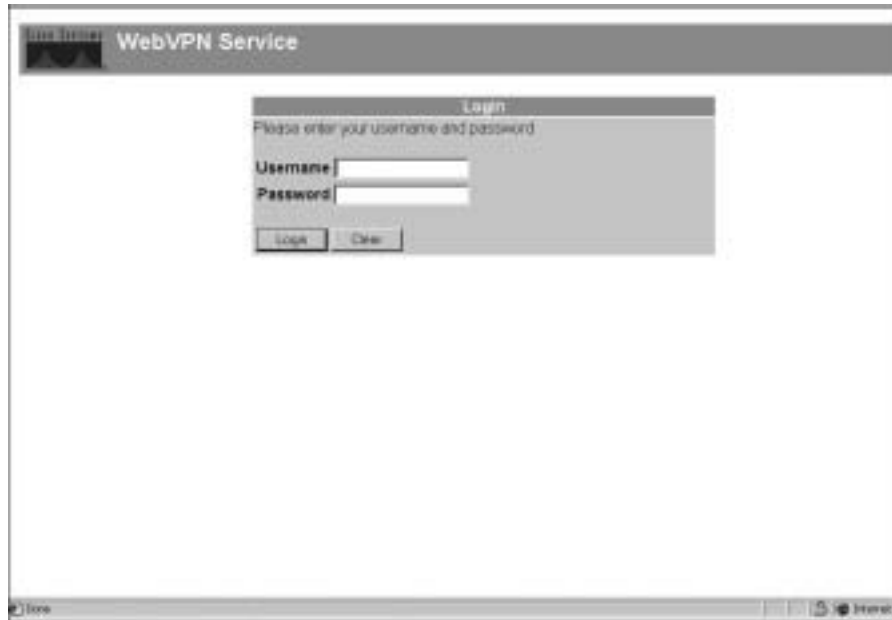 WebVPN Service
Login
Please enter your username and password
Username
Password
Login Clear
Done
Internet